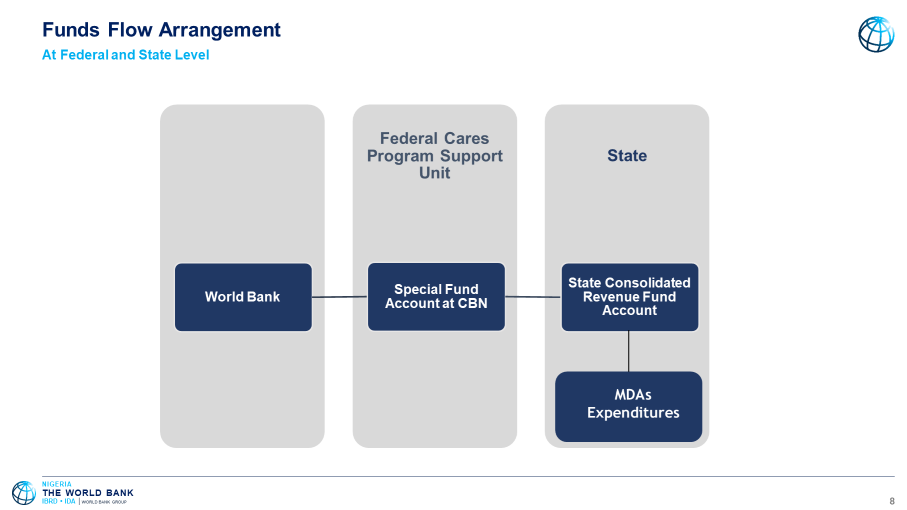 Funds Flow Arrangement
At Federal and State Level
Federal Cares
Program Support
Unit
State
World Bank
Special Fund
Account at CBN
State Consolidated
Revenue Fund
Account
MDAs
Expenditures
NIGERIA
THE WORLD BANK
IBRD • IDA | WORLD BANK GROUP
8